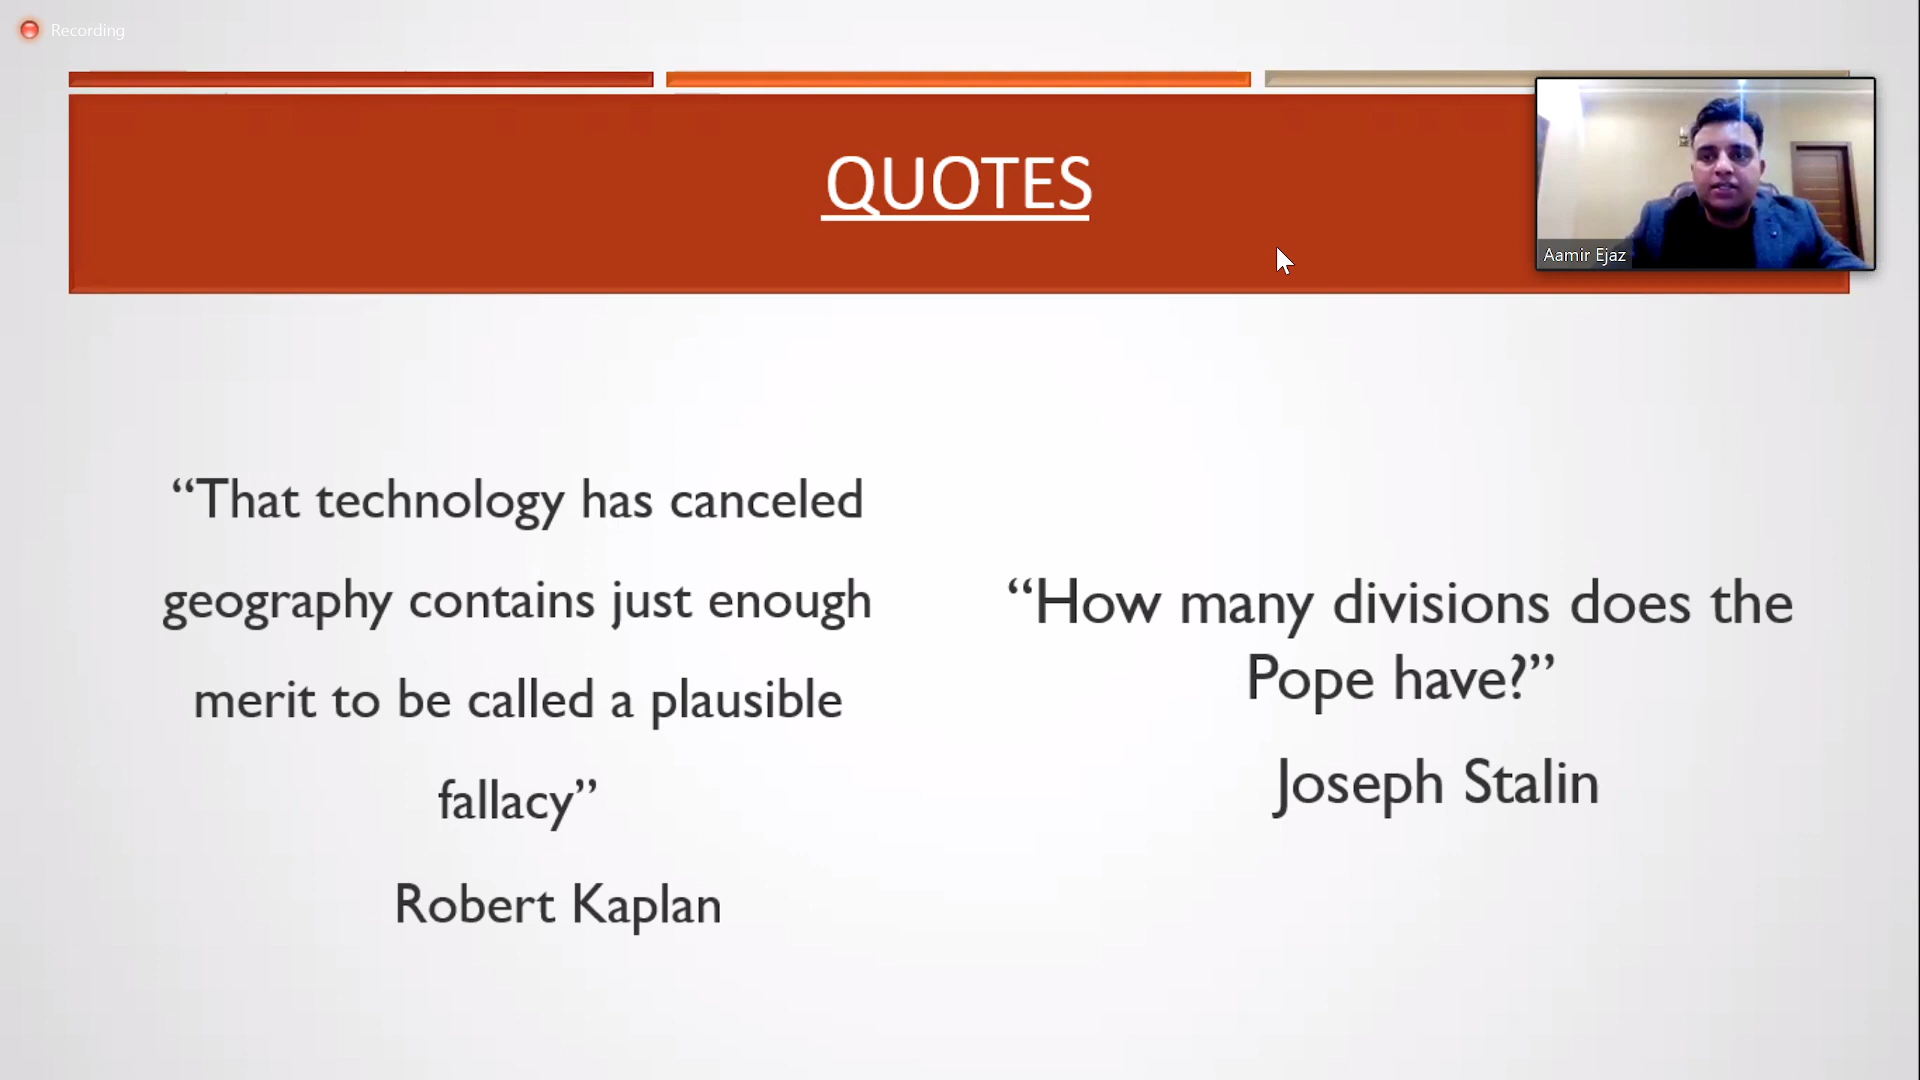 Recording
QUOTES
Aamir Ejaz
“That technology has canceled
geography contains just enough
merit to be called a plausible
fallacy”
Robert Kaplan
“How many divisions does the
Pope have?”
Joseph Stalin